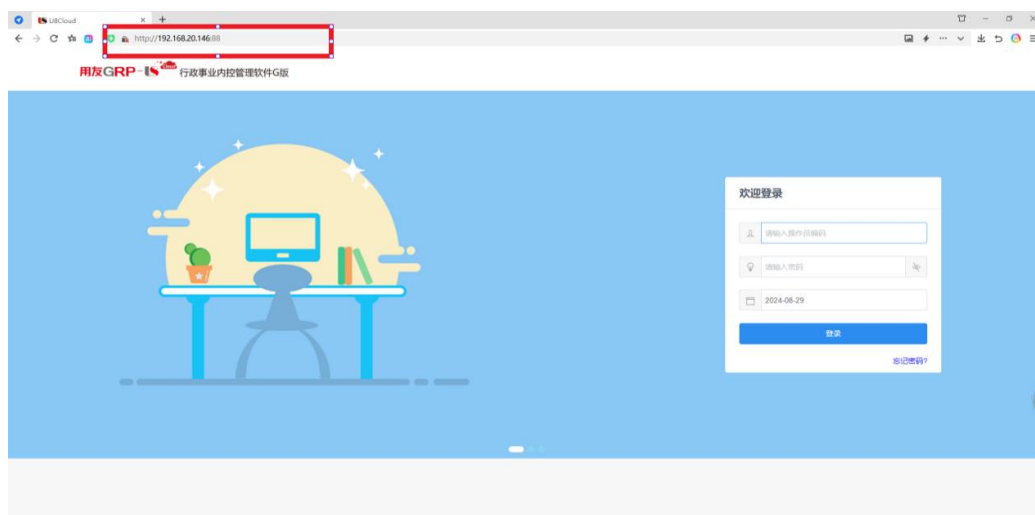 U8Cloud
http://192.168.20.146:88
用友GRP-U8 Cloud 行政事业内控管理软件G版
欢迎登录
请输入操作员编码
请输入密码
2024-08-29
登录
忘记密码?